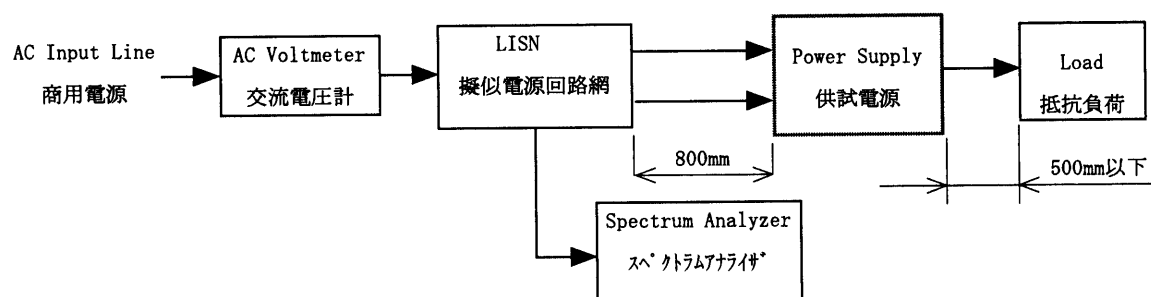 AC Input Line
商用電源
AC Voltmeter
交流電圧計
LISN
擬似電源回路網
Power Supply
供試電源
Load
抵抗負荷
800mm
500mm以下
Spectrum Analyzer
スペクトラムアナライザ